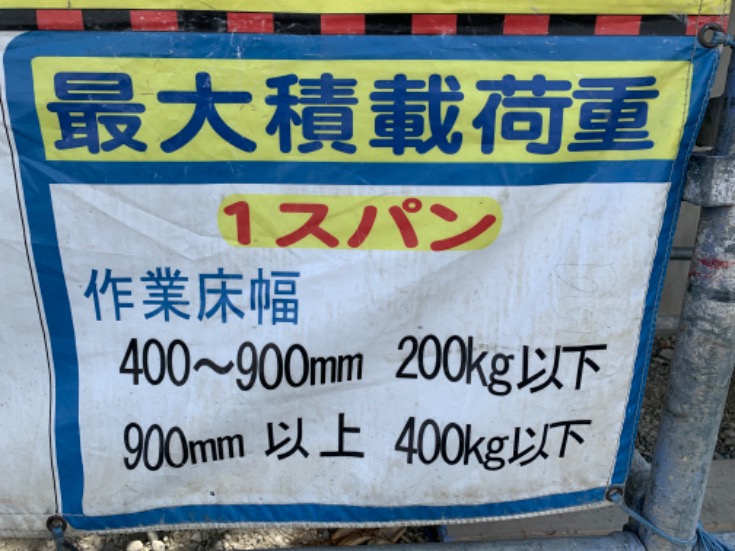 最大積載荷重
1スパン
作業床幅
400～900mm 200kg以下
900mm 以上 400kg以下